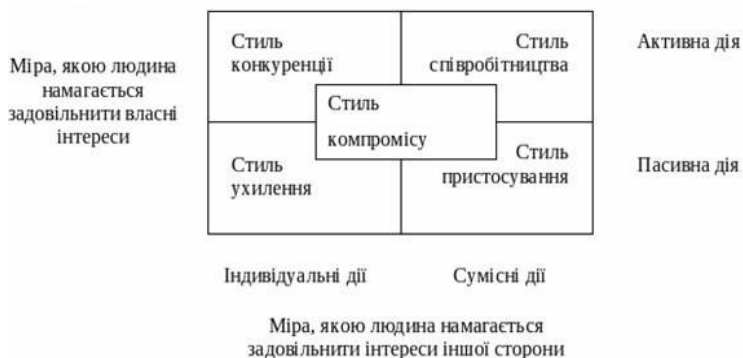 Стиль
конкуренції
Стиль
співробітництва
Активна дія
Міра, якою людина
намагається
задовільнити власні
інтереси
Стиль
компромісу
Стиль
ухилення
Стиль
пристосування
Пасивна дія
Індивідуальні дії
Сумісні дії
Міра, якою людина намагається
задовільнити інтереси іншої сторони